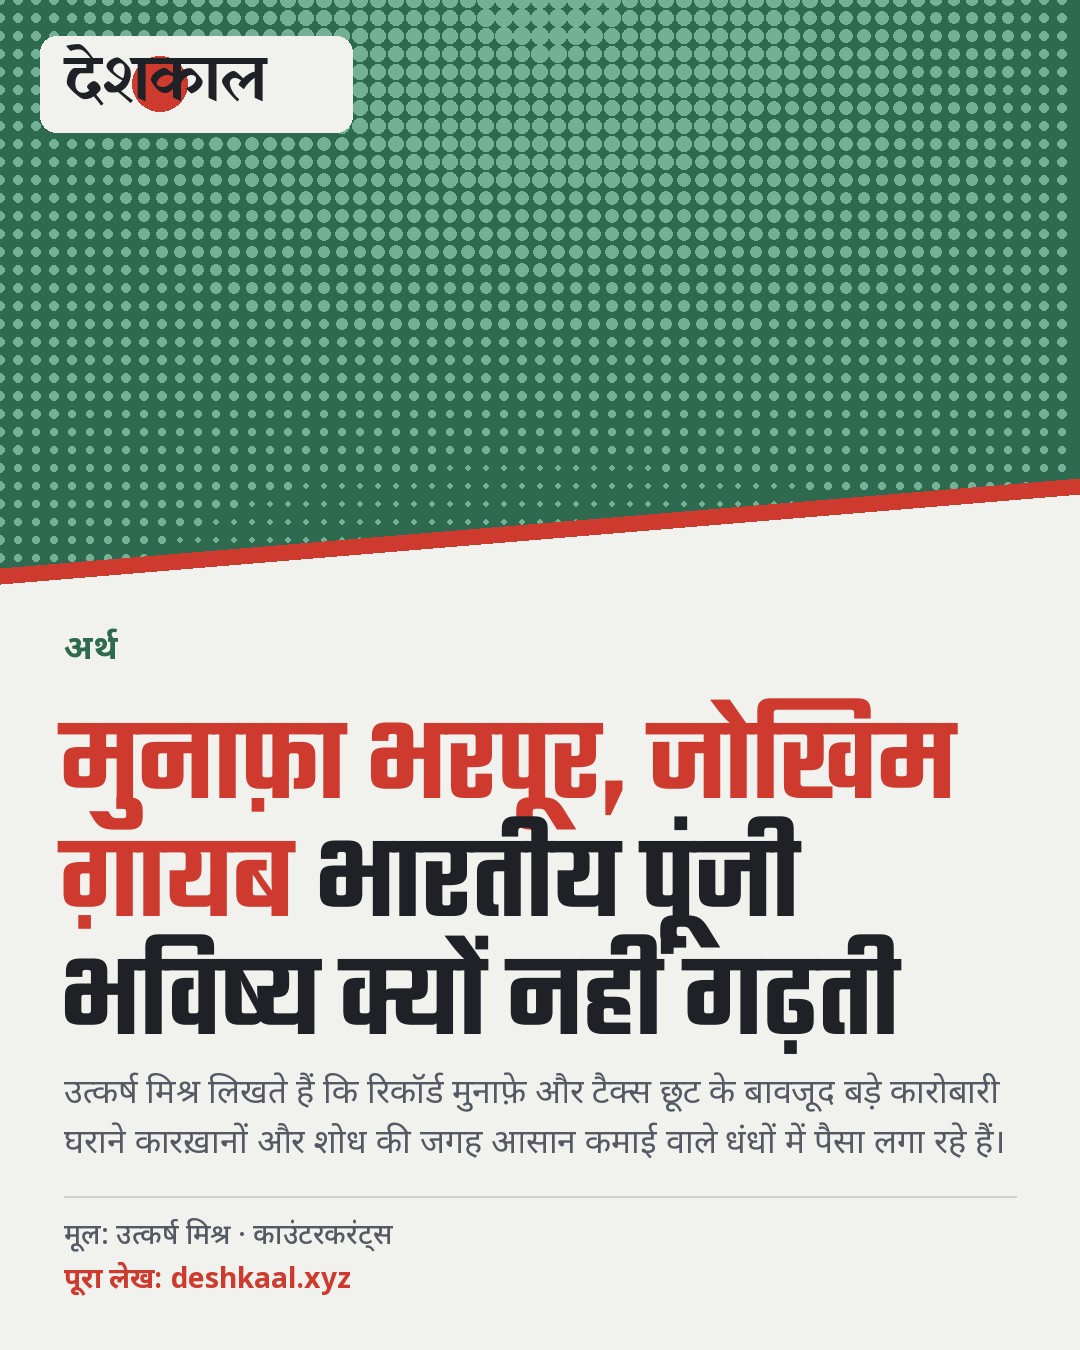 देशकाल
अर्थ
मुनाफ़ा भरपूर, जोखिम
ग़ायब भारतीय पूंजी
भविष्य क्यों नहीं गढ़ती
उत्कर्ष मिश्र लिखते हैं कि रिकॉर्ड मुनाफ़े और टैक्स छूट के बावजूद बड़े कारोबारी
घराने कारख़ानों और शोध की जगह आसान कमाई वाले धंधों में पैसा लगा रहे हैं।
मूल: उत्कर्ष मिश्र · काउंटरकरंट्स
पूरा लेख: deshkaal.xyz